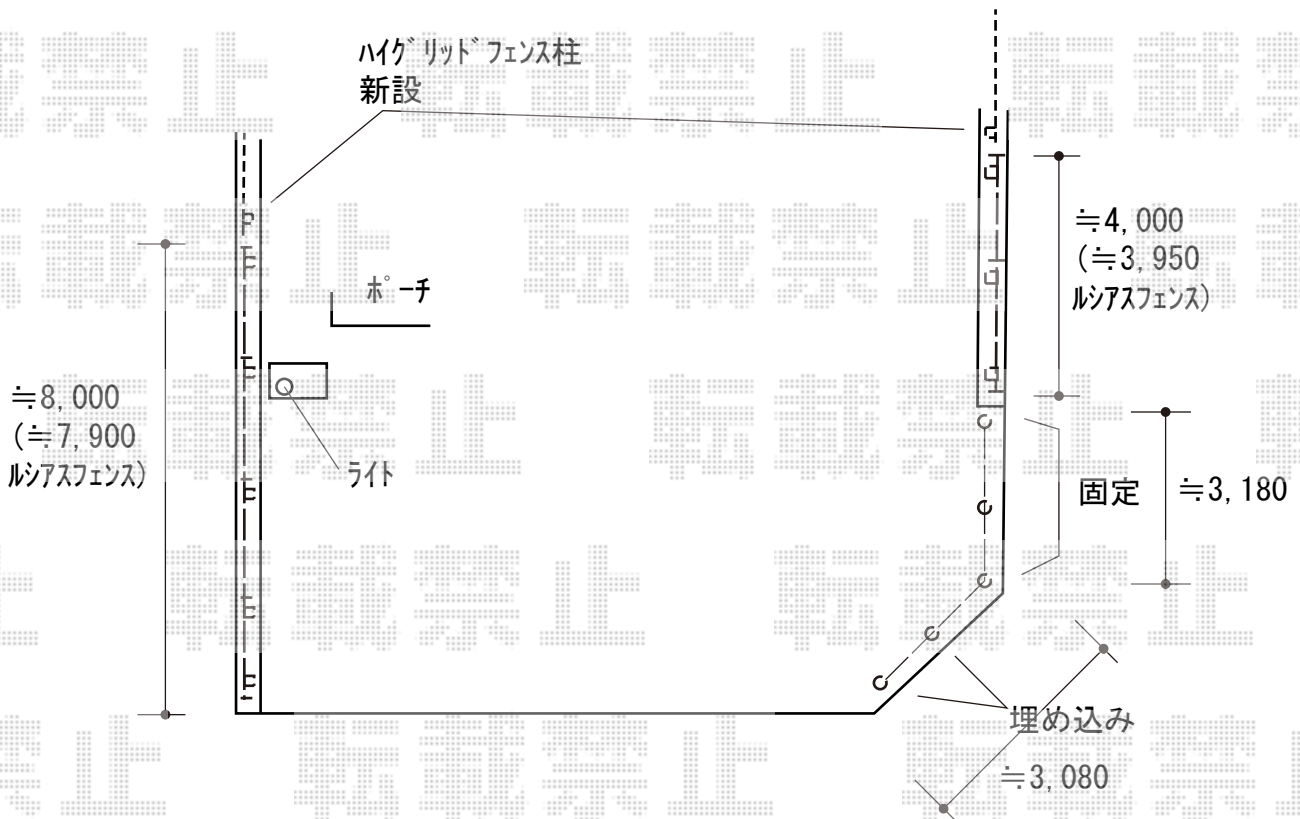 ハイグリッドフェンス柱
新設
≒4,000
(≒3,950
ルシアスフェンス)
ポーチ
≒8,000
(≒7,900
ルシアスフェンス)
ライト
固定
≒3,180
埋め込み
≒3,080
転載禁止